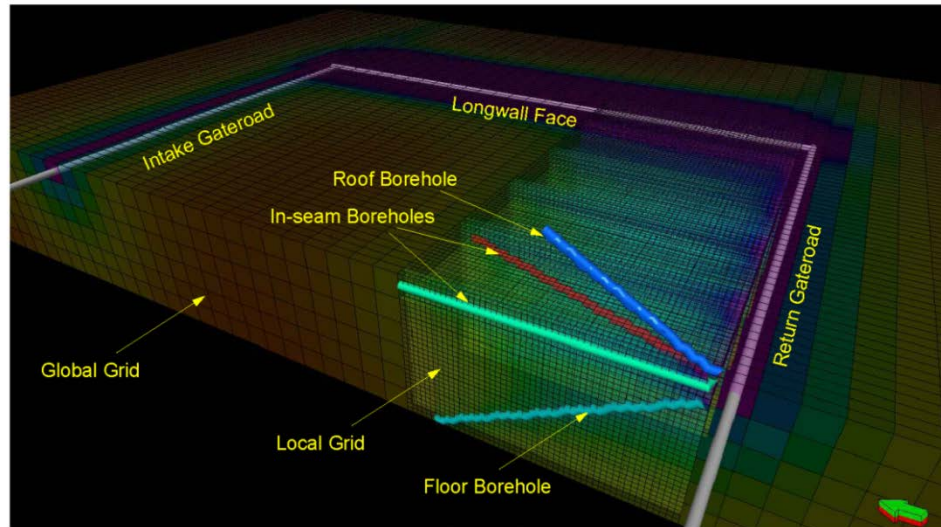 Longwall Face
Intake Gateroad
Roof Borehole
In-seam Boreholes
Return Gateroad
Global Grid
Local Grid
Floor Borehole